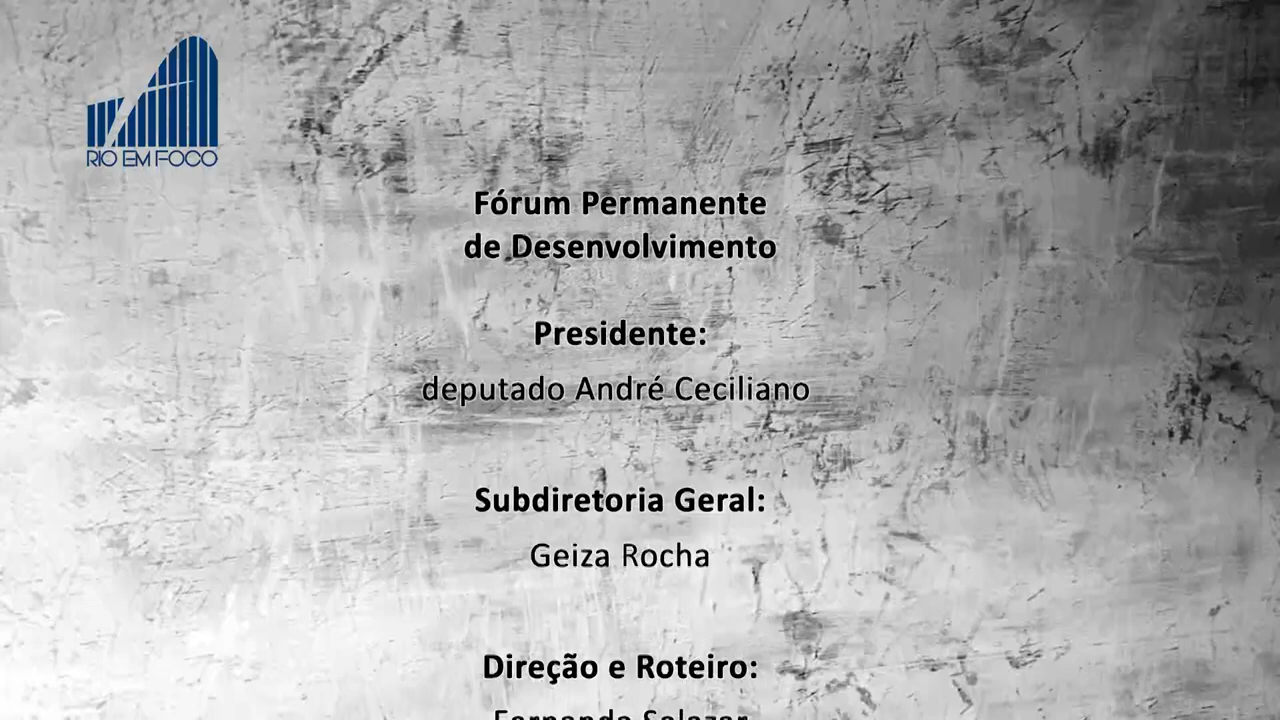 RIO EM FOCO
Fórum Permanente
de Desenvolvimento
Presidente:
deputado André Ceciliano
Subdiretoria Geral:
Geiza Rocha
Direção e Roteiro: